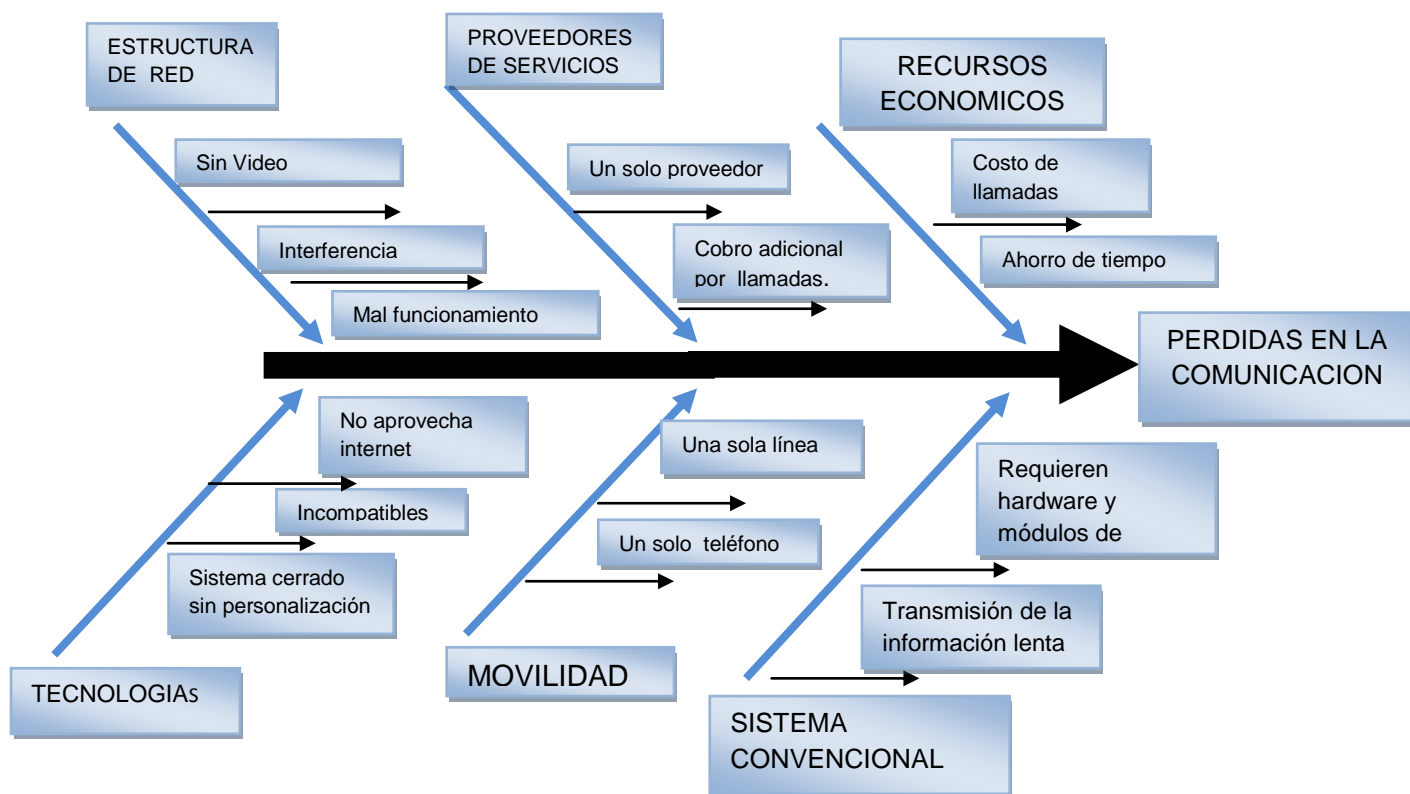 ESTRUCTURA
DE RED
PROVEEDORES
DE SERVICIOS
RECURSOS
ECONOMICOS
Sin Video
Interferencia
Mal funcionamiento
Un solo proveedor
Cobro adicional
por llamadas.
Costo de
llamadas
Ahorro de tiempo
PERDIDAS EN LA
COMUNICACION
No aprovecha
internet
Incompatibles
Sistema cerrado
sin personalización
TECNOLOGIAs
Una sola línea
Un solo teléfono
MOVILIDAD
Requieren
hardware y
módulos de
Transmisión de la
información lenta
SISTEMA
CONVENCIONAL